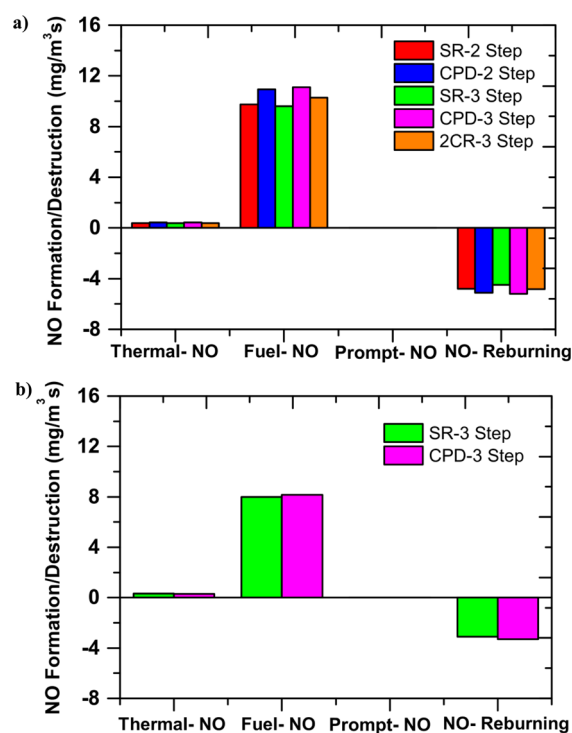 a)
NO Formation/Destruction (mg/m³s)
16
12
8
4
0
-4
-8
SR-2 Step
CPD-2 Step
SR-3 Step
CPD-3 Step
2CR-3 Step
Thermal- NO Fuel- NO Prompt- NO NO- Reburning
b)
NO Formation/Destruction (mg/m³s)
16
12
8
4
0
-4
-8
SR-3 Step
CPD-3 Step
Thermal- NO Fuel- NO Prompt- NO NO- Reburning